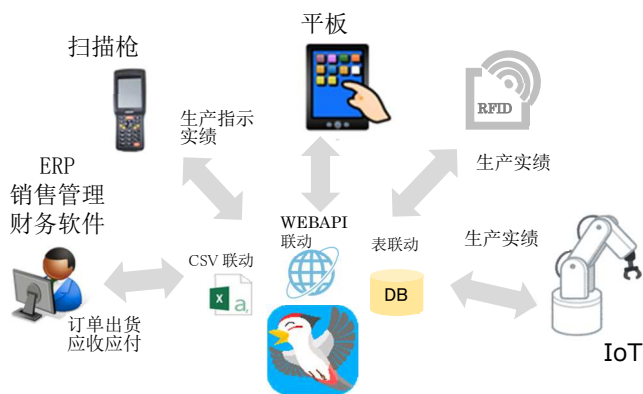 平板
扫描枪
RFID
生产指示
实绩
生产实绩
ERP
销售管理
财务软件
WEBAPI
联动
表联动
生产实绩
CSV 联动
X
a,
DB
订单出货
应收应付
IoT